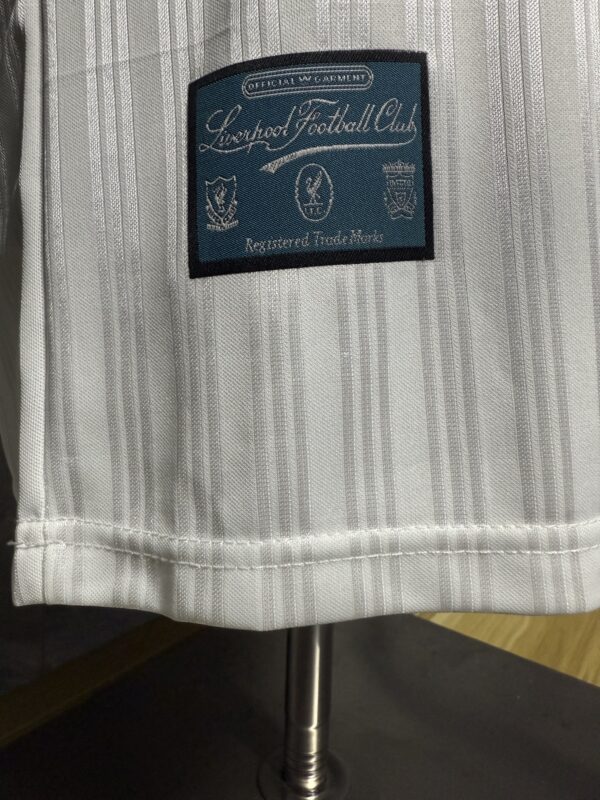 OFFICIAL GARMENT
Liverpool Football Club
L.F.C.
Registered Trade Marks